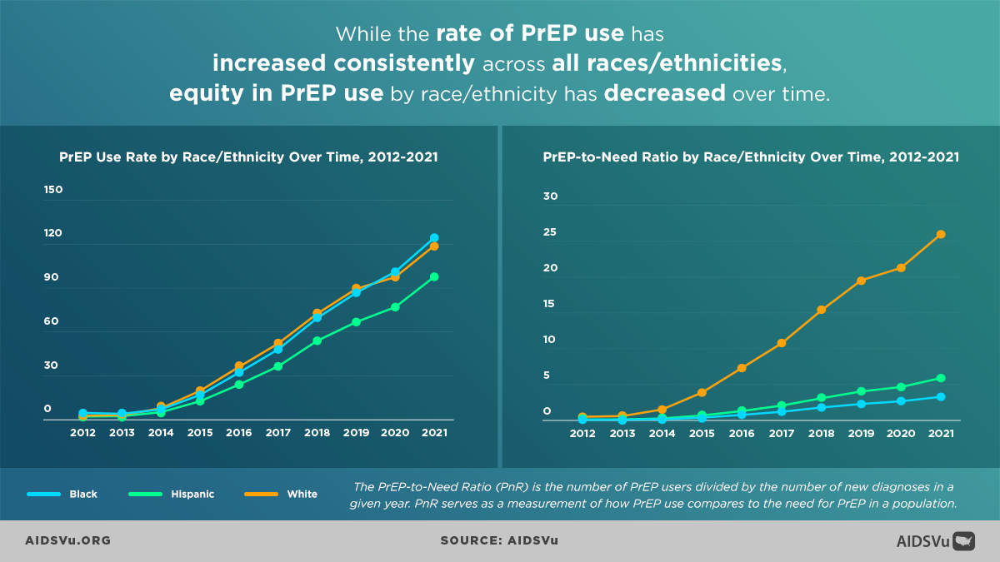 While the rate of PrEP use has
increased consistently across all races/ethnicities,
equity in PrEP use by race/ethnicity has decreased over time.
PrEP Use Rate by Race/Ethnicity Over Time, 2012-2021
150
120
90
60
30
0
2012 2013 2014 2015 2016 2017 2018 2019 2020 2021
PrEP-to-Need Ratio by Race/Ethnicity Over Time, 2012-2021
30
25
20
15
10
5
0
2012 2013 2014 2015 2016 2017 2018 2019 2020 2021
Black Hispanic White
The PrEP-to-Need Ratio (PnR) is the number of PrEP users divided by the number of new diagnoses in a
given year. PnR serves as a measurement of how PrEP use compares to the need for PrEP in a population.
AIDSVu.ORG
SOURCE: AIDSVu
AIDSVu